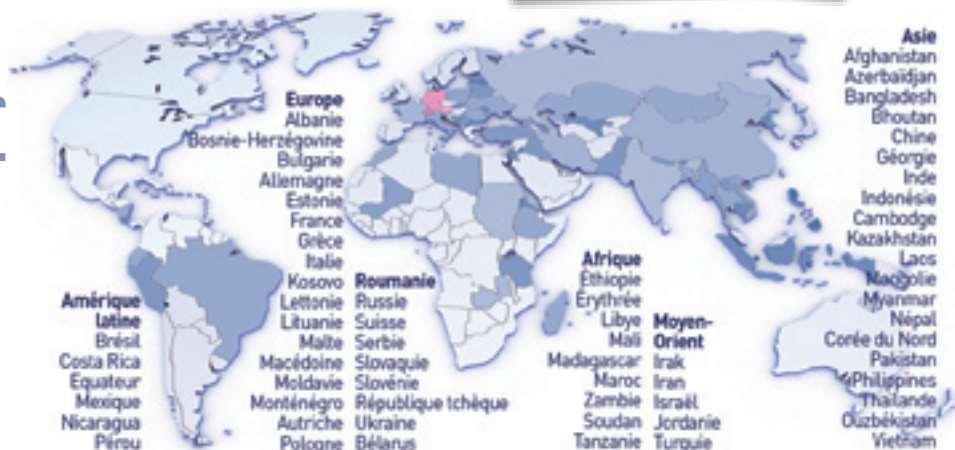 Amérique
latine
Brésil
Costa Rica
Equateur
Mexique
Nicaragua
Pérou
Europe
Albanie
Bosnie-Herzégovine
Bulgarie
Allemagne
Estonie
France
Grèce
Italie
Kosovo
Lettonie
Lituanie
Malte
Macédoine
Moldavie
Monténégro
Autriche
Pologne
Roumanie
Russie
Suisse
Serbie
Slovaquie
Slovénie
République tchèque
Ukraine
Bélarus
Afrique
Éthiopie
Érythrée
Libye
Mali
Madagascar
Maroc
Zambie
Soudan
Tanzanie
Moyen-
Orient
Irak
Iran
Israël
Jordanie
Turquie
Asie
Afghanistan
Azerbaïdjan
Bangladesh
Bhoutan
Chine
Géorgie
Inde
Indonésie
Cambodge
Kazakhstan
Laos
Mongolie
Myanmar
Népal
Corée du Nord
Pakistan
Philippines
Thaïlande
Ouzbékistan
Vietnam